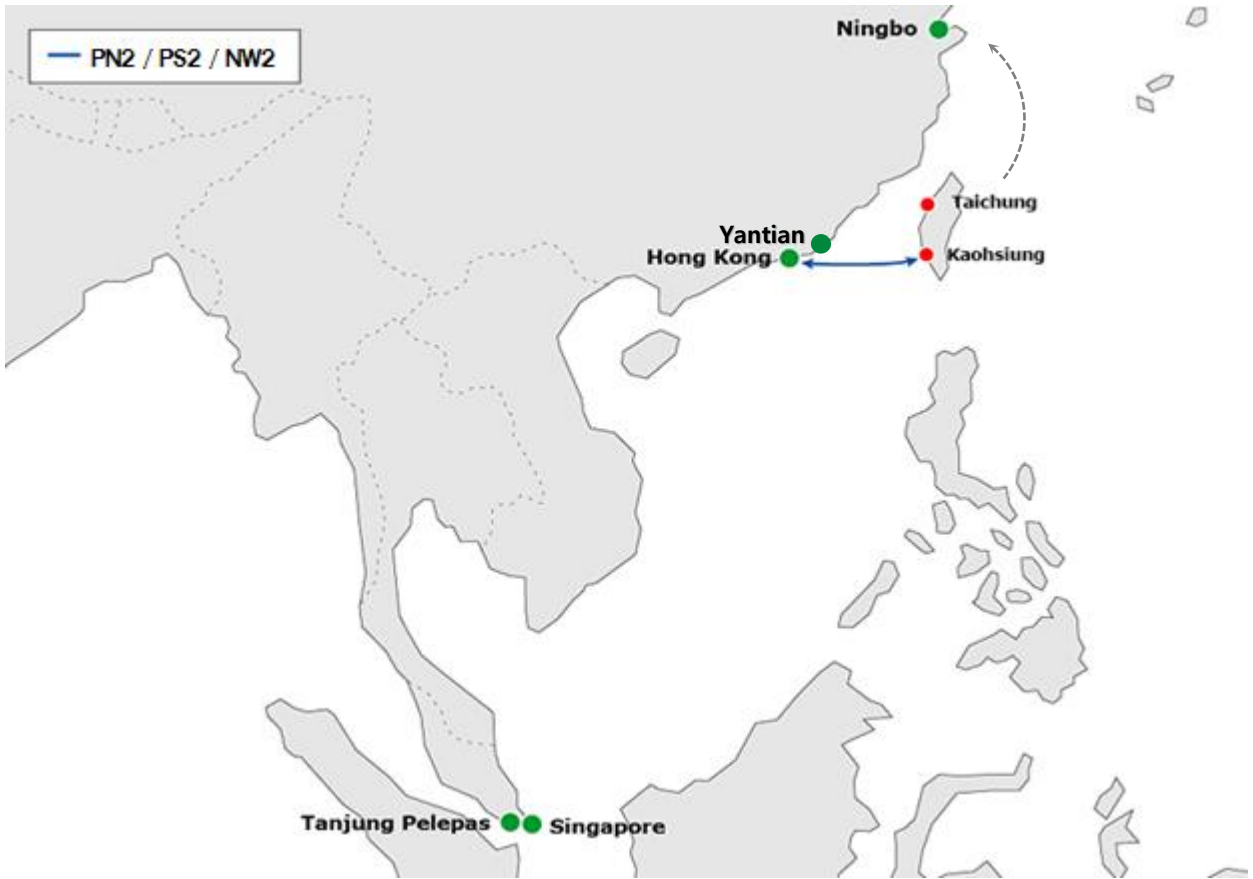 PN2 / PS2 / NW2
Ningbo
Taichung
Yantian
Hong Kong
Kaohsiung
Tanjung Pelepas
Singapore